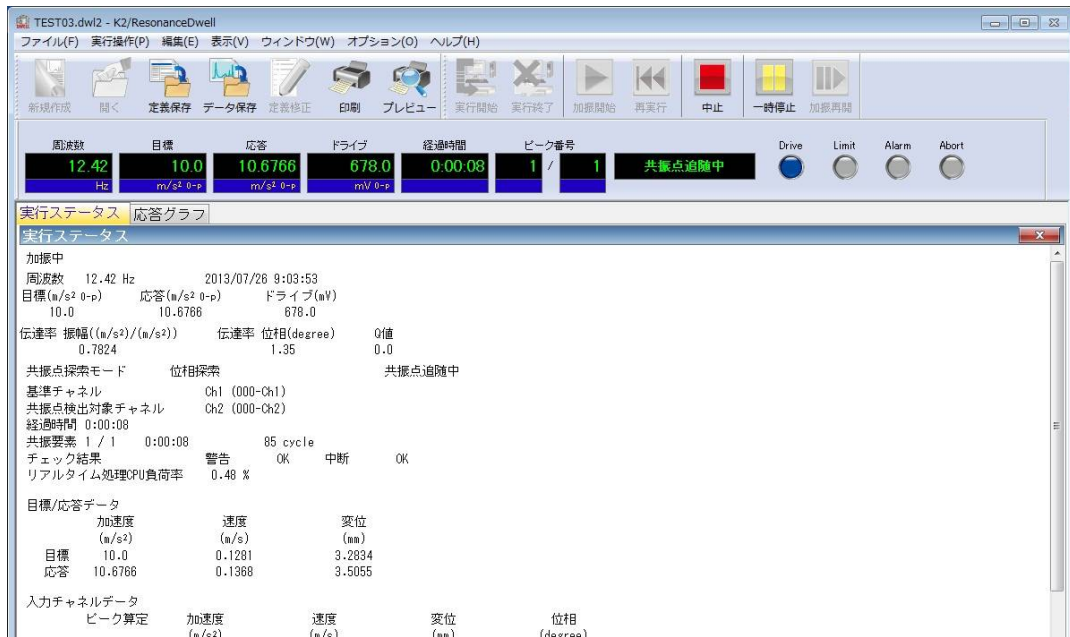 TEST03.dwl2 - K2/ResonanceDwell
ファイル(F) 実行操作(P) 編集(E) 表示(V) ウィンドウ(W) オプション(O) ヘルプ(H)
新規作成 開く 定義保存 データ保存 定義修正 印刷 プレビュー 実行開始 実行終了 加振開始 再実行 中止 一時停止 加振再開
周波数 目標 応答 ドライブ 経過時間 ピーク番号 Drive Limit Alarm Abort
12.42 10.0 10.6766 678.0 0:00:08 1 / 1 共振点追随中
Hz m/s² 0-p m/s² 0-p mV 0-p
実行ステータス 応答グラフ
実行ステータス
加振中
周波数 12.42 Hz 2013/07/26 9:03:53
目標(m/s² 0-p) 応答(m/s² 0-p) ドライブ(mV)
10.0 10.6766 678.0
伝達率 振幅((m/s²)/(m/s²)) 伝達率 位相(degree) Q値
0.7824 1.35 0.0
共振点探索モード 位相探索 共振点追随中
基準チャネル Ch1 (000-Ch1)
共振点検出対象チャネル Ch2 (000-Ch2)
経過時間 0:00:08
共振要素 1 / 1 0:00:08 85 cycle
チェック結果 警告 OK 中断 OK
リアルタイム処理CPU負荷率 0.48 %
目標/応答データ
加速度 速度 変位
(m/s²) (m/s) (mm)
目標 10.0 0.1281 3.2834
応答 10.6766 0.1368 3.5055
入力チャネルデータ
ピーク算定 加速度 速度 変位 位相
(m/s²) (m/s) (mm) (degree)